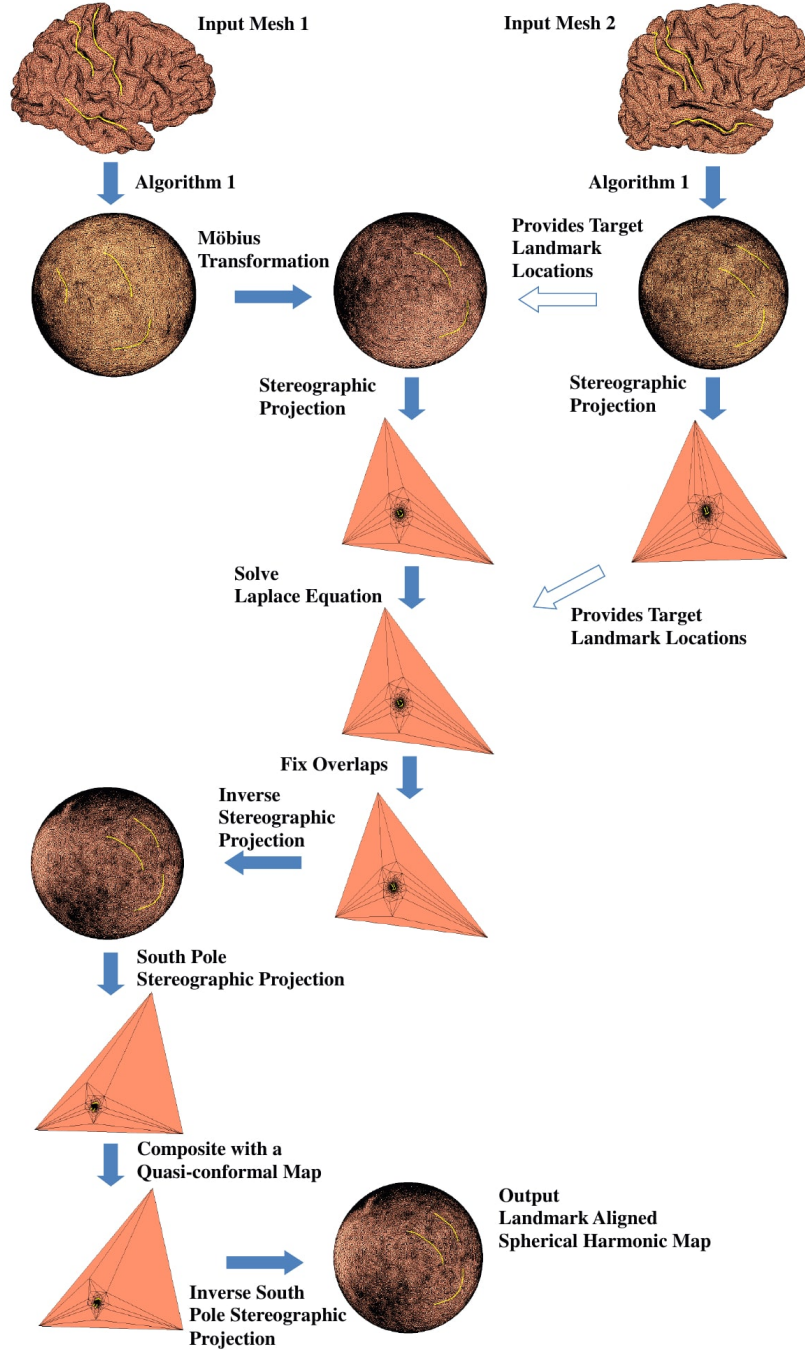 Input Mesh 1
Input Mesh 2
Algorithm 1
Algorithm 1
Möbius
Transformation
Provides Target
Landmark
Locations
Stereographic
Projection
Stereographic
Projection
Solve
Laplace Equation
Provides Target
Landmark Locations
Fix Overlaps
Inverse
Stereographic
Projection
South Pole
Stereographic Projection
Composite with a
Quasi-conformal Map
Output
Landmark Aligned
Spherical Harmonic Map
Inverse South
Pole Stereographic
Projection